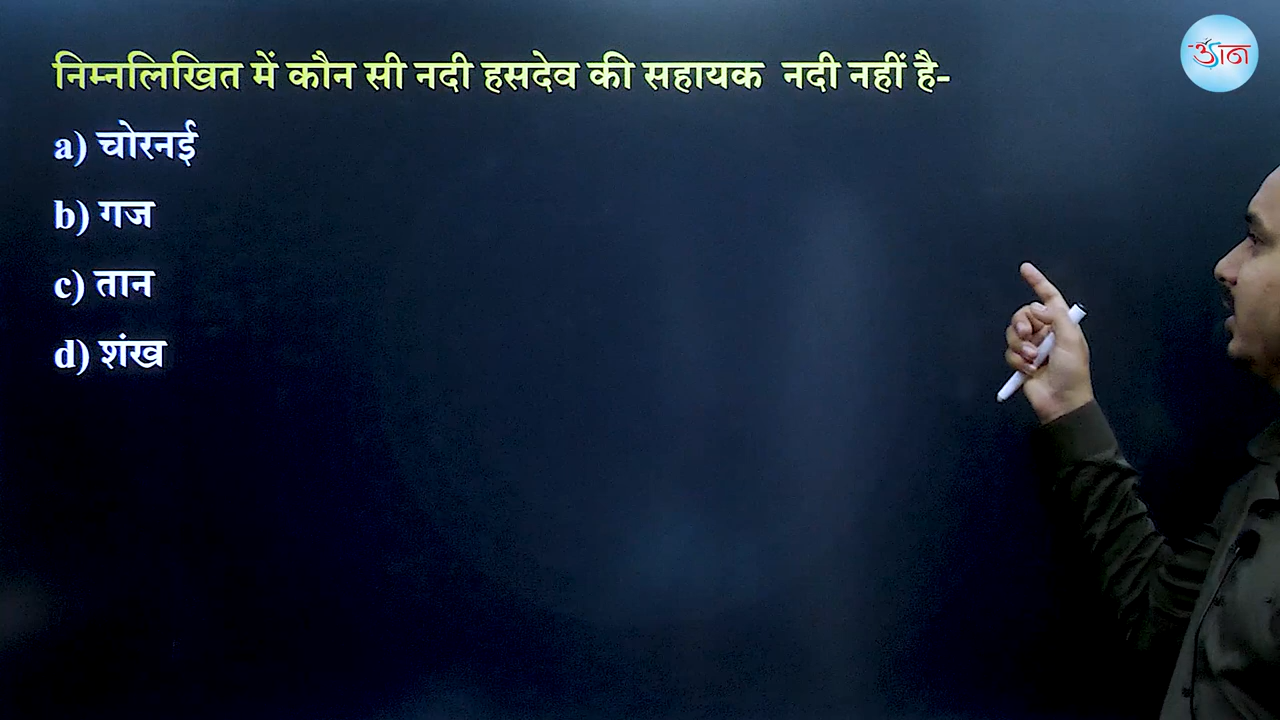 निम्नलिखित में कौन सी नदी हसदेव की सहायक नदी नहीं है-
a) चोरनई
b) गज
c) तान
d) शंख